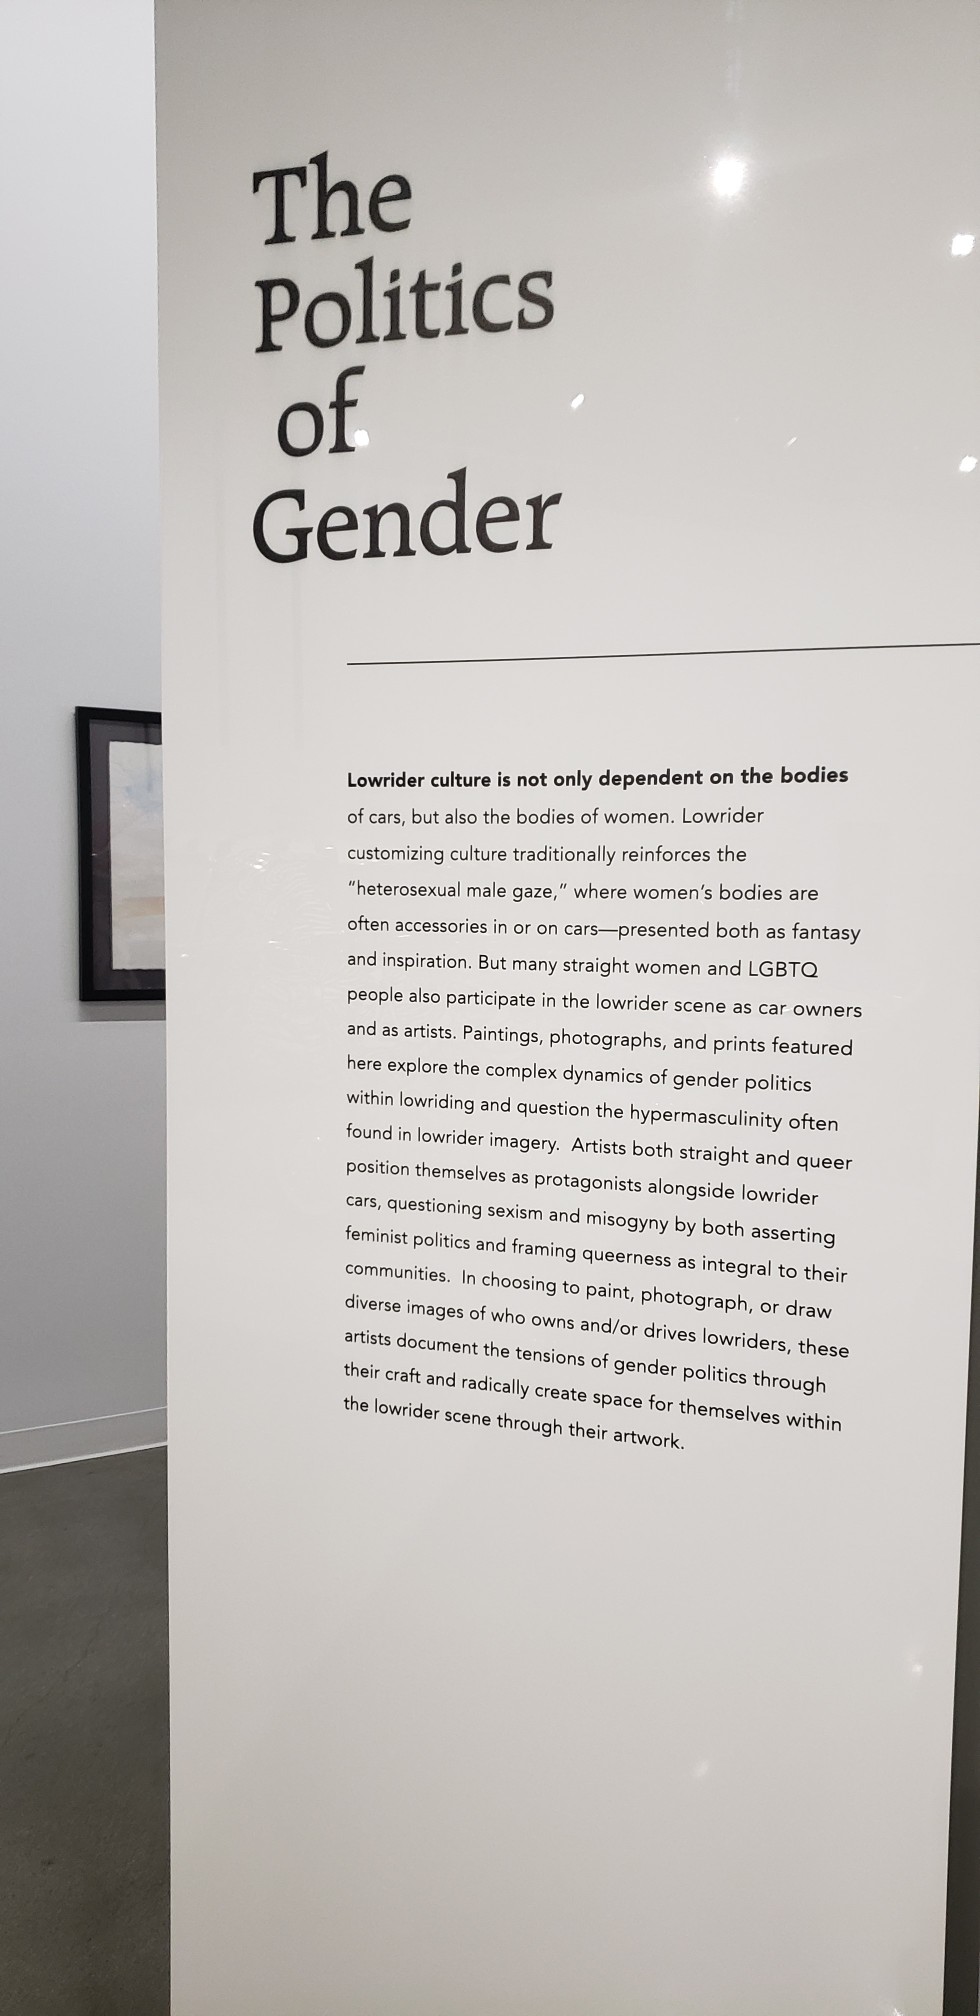 The
Politics
of
Gender
Lowrider culture is not only dependent on the bodies
of cars, but also the bodies of women. Lowrider
customizing culture traditionally reinforces the
“heterosexual male gaze,” where women’s bodies are
often accessories in or on cars—presented both as fantasy
and inspiration. But many straight women and LGBTQ
people also participate in the lowrider scene as car owners
and as artists. Paintings, photographs, and prints featured
here explore the complex dynamics of gender politics
within lowriding and question the hypermasculinity often
found in lowrider imagery.  Artists both straight and queer
position themselves as protagonists alongside lowrider
cars, questioning sexism and misogyny by both asserting
feminist politics and framing queerness as integral to their
communities.  In choosing to paint, photograph, or draw
diverse images of who owns and/or drives lowriders, these
artists document the tensions of gender politics through
their craft and radically create space for themselves within
the lowrider scene through their artwork.